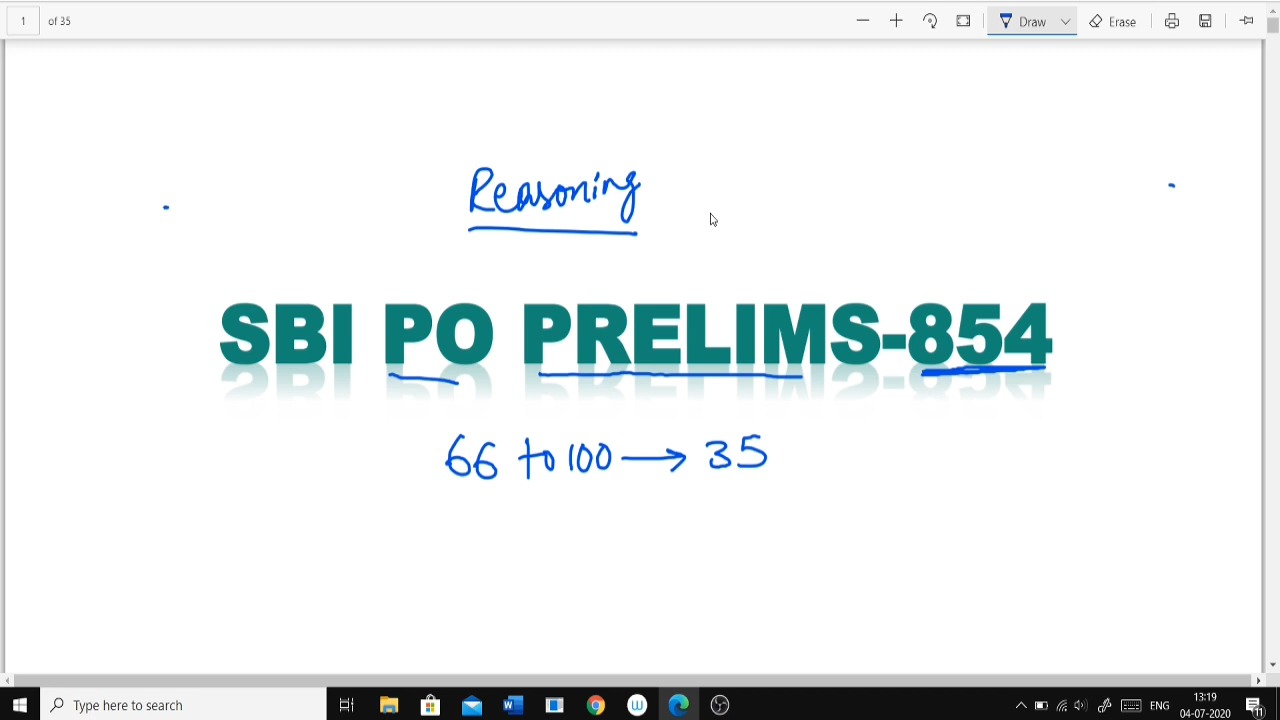 1 of 35 Draw Erase
Reasoning
SBI PO PRELIMS-854
66 to 100 → 35
Type here to search
W
ENG
13:19
04-07-2020
11